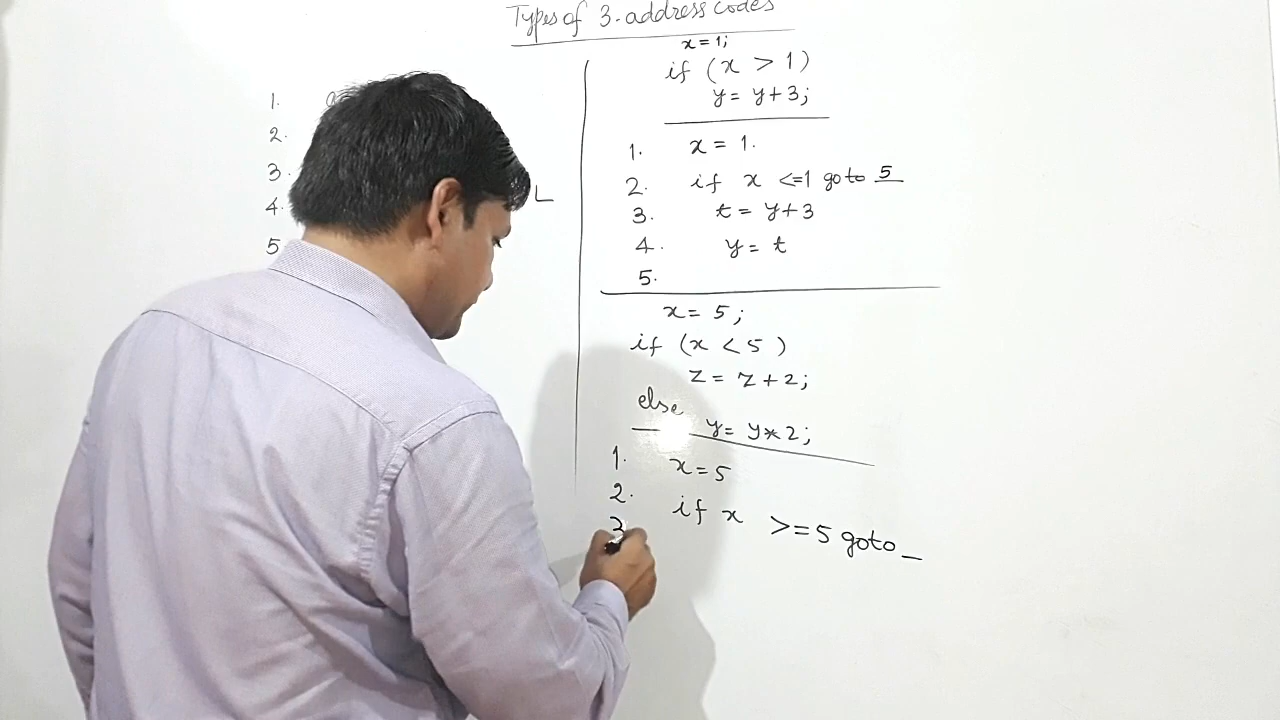 Types of 3-address codes
1.
2.
3.
4.
5
L
x = 1;
if (x > 1)
y = y+3;
1. x = 1.
2. if x <=1 goto 5
3. t = y+3
4. y = t
5.
x = 5;
if (x < 5)
z = z+2;
else
y = y*2;
1. x=5
2. if x >=5 goto _
3